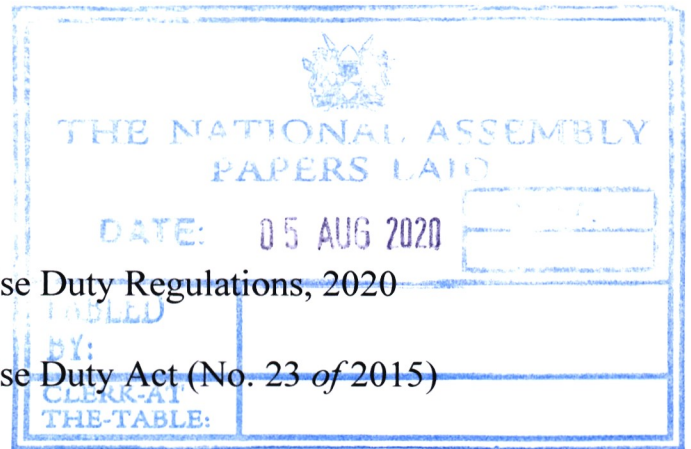 THE NATIONAL ASSEMBLY
PAPERS LAID
DATE: 05 AUG 2020
se Duty Regulations, 2020
TABLED
BY:
se Duty Act (No. 23 of 2015)
CLERK-AT
THE-TABLE: